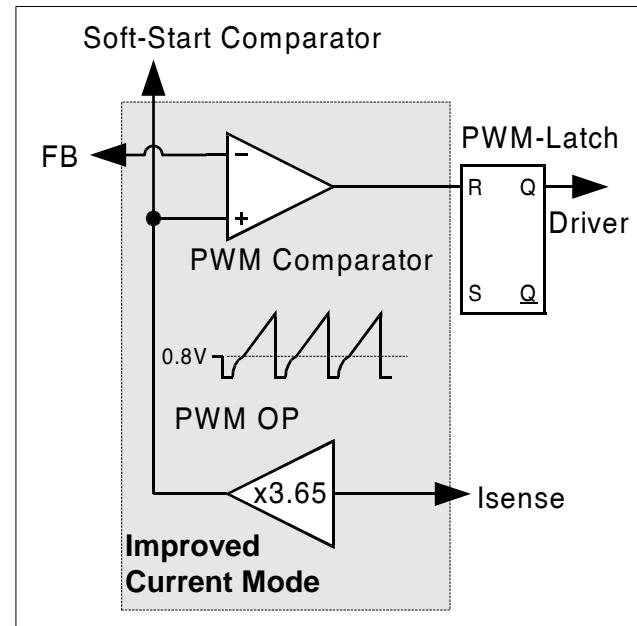 Soft-Start Comparator
FB
PWM-Latch
R Q
Driver
PWM Comparator
S Q
0.8V
PWM OP
x3.65
Isense
Improved
Current Mode